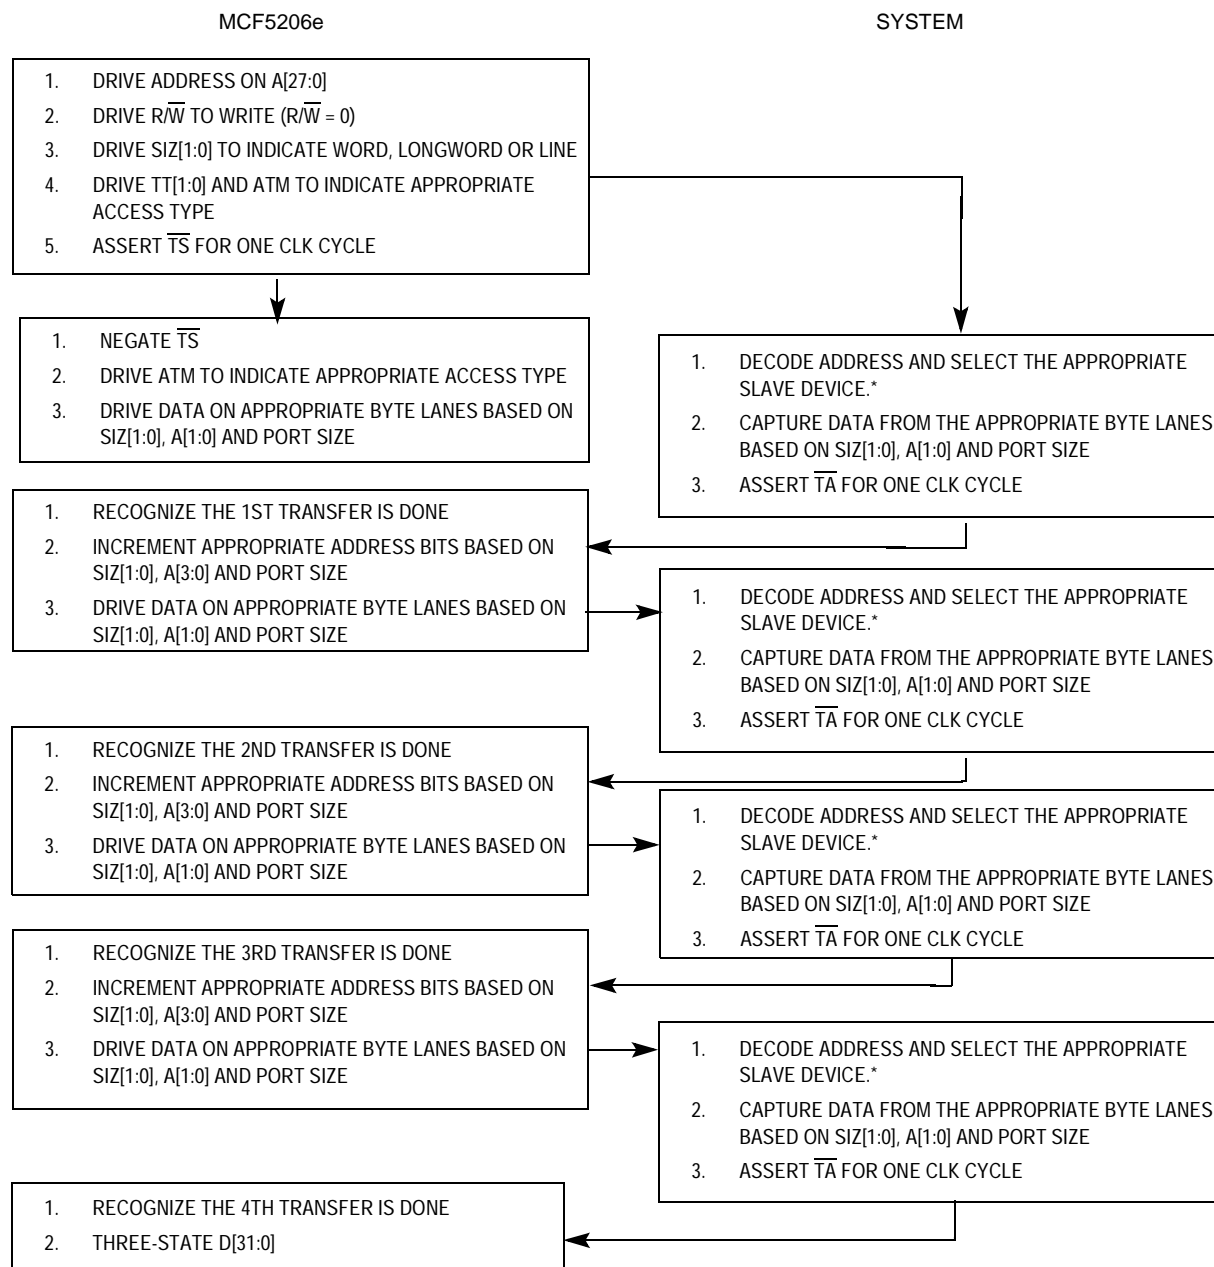 MCF5206e
SYSTEM
1. DRIVE ADDRESS ON A[27:0]
2. DRIVE R/W̅ TO WRITE (R/W̅ = 0)
3. DRIVE SIZ[1:0] TO INDICATE WORD, LONGWORD OR LINE
4. DRIVE TT[1:0] AND ATM TO INDICATE APPROPRIATE
ACCESS TYPE
5. ASSERT T̅S̅ FOR ONE CLK CYCLE
1. NEGATE T̅S̅
2. DRIVE ATM TO INDICATE APPROPRIATE ACCESS TYPE
3. DRIVE DATA ON APPROPRIATE BYTE LANES BASED ON
SIZ[1:0], A[1:0] AND PORT SIZE
1. DECODE ADDRESS AND SELECT THE APPROPRIATE
SLAVE DEVICE.*
2. CAPTURE DATA FROM THE APPROPRIATE BYTE LANES
BASED ON SIZ[1:0], A[1:0] AND PORT SIZE
3. ASSERT T̅A̅ FOR ONE CLK CYCLE
1. RECOGNIZE THE 1ST TRANSFER IS DONE
2. INCREMENT APPROPRIATE ADDRESS BITS BASED ON
SIZ[1:0], A[3:0] AND PORT SIZE
3. DRIVE DATA ON APPROPRIATE BYTE LANES BASED ON
SIZ[1:0], A[1:0] AND PORT SIZE
1. DECODE ADDRESS AND SELECT THE APPROPRIATE
SLAVE DEVICE.*
2. CAPTURE DATA FROM THE APPROPRIATE BYTE LANES
BASED ON SIZ[1:0], A[1:0] AND PORT SIZE
3. ASSERT T̅A̅ FOR ONE CLK CYCLE
1. RECOGNIZE THE 2ND TRANSFER IS DONE
2. INCREMENT APPROPRIATE ADDRESS BITS BASED ON
SIZ[1:0], A[3:0] AND PORT SIZE
3. DRIVE DATA ON APPROPRIATE BYTE LANES BASED ON
SIZ[1:0], A[1:0] AND PORT SIZE
1. DECODE ADDRESS AND SELECT THE APPROPRIATE
SLAVE DEVICE.*
2. CAPTURE DATA FROM THE APPROPRIATE BYTE LANES
BASED ON SIZ[1:0], A[1:0] AND PORT SIZE
3. ASSERT T̅A̅ FOR ONE CLK CYCLE
1. RECOGNIZE THE 3RD TRANSFER IS DONE
2. INCREMENT APPROPRIATE ADDRESS BITS BASED ON
SIZ[1:0], A[3:0] AND PORT SIZE
3. DRIVE DATA ON APPROPRIATE BYTE LANES BASED ON
SIZ[1:0], A[1:0] AND PORT SIZE
1. DECODE ADDRESS AND SELECT THE APPROPRIATE
SLAVE DEVICE.*
2. CAPTURE DATA FROM THE APPROPRIATE BYTE LANES
BASED ON SIZ[1:0], A[1:0] AND PORT SIZE
3. ASSERT T̅A̅ FOR ONE CLK CYCLE
1. RECOGNIZE THE 4TH TRANSFER IS DONE
2. THREE-STATE D[31:0]